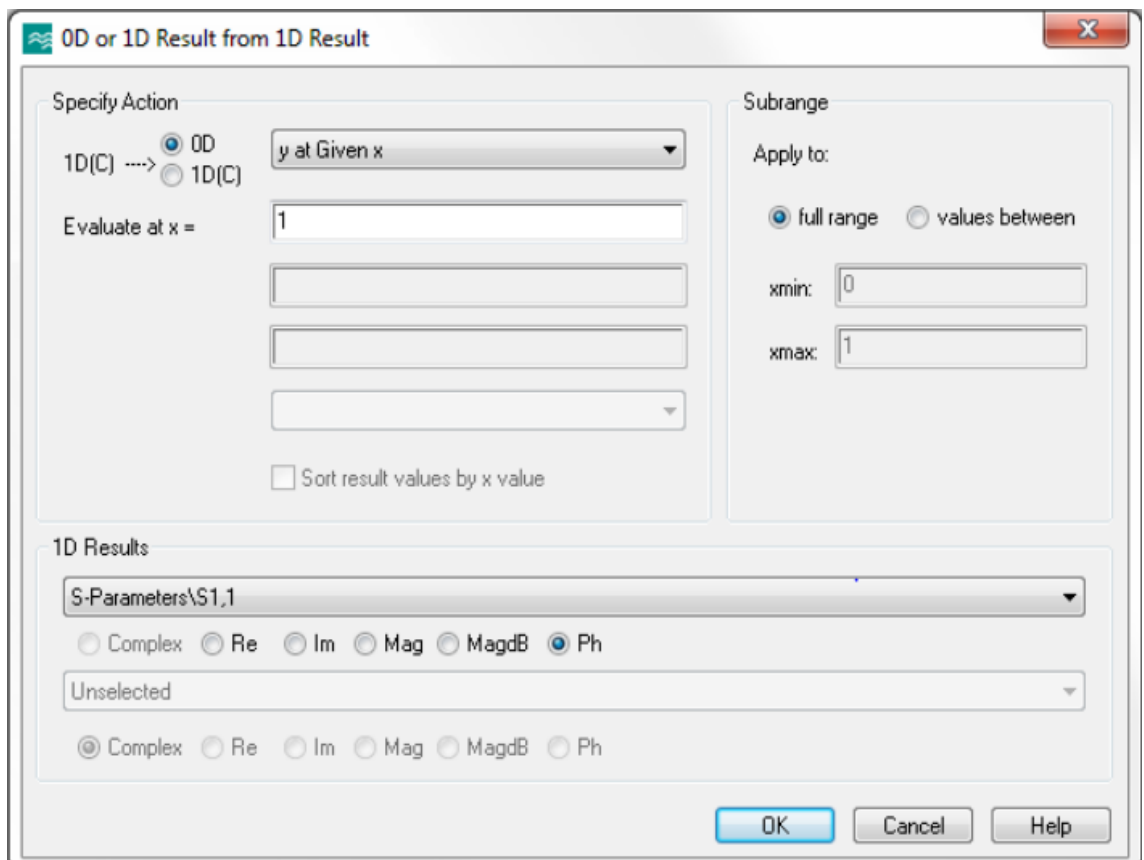 0D or 1D Result from 1D Result
Specify Action
1D(C) ---->
0D
1D(C)
y at Given x
Evaluate at x =
1
Sort result values by x value
Subrange
Apply to:
full range
values between
xmin:
0
xmax:
1
1D Results
S-Parameters\S1,1
Complex Re Im Mag MagdB Ph
Unselected
Complex Re Im Mag MagdB Ph
OK Cancel Help